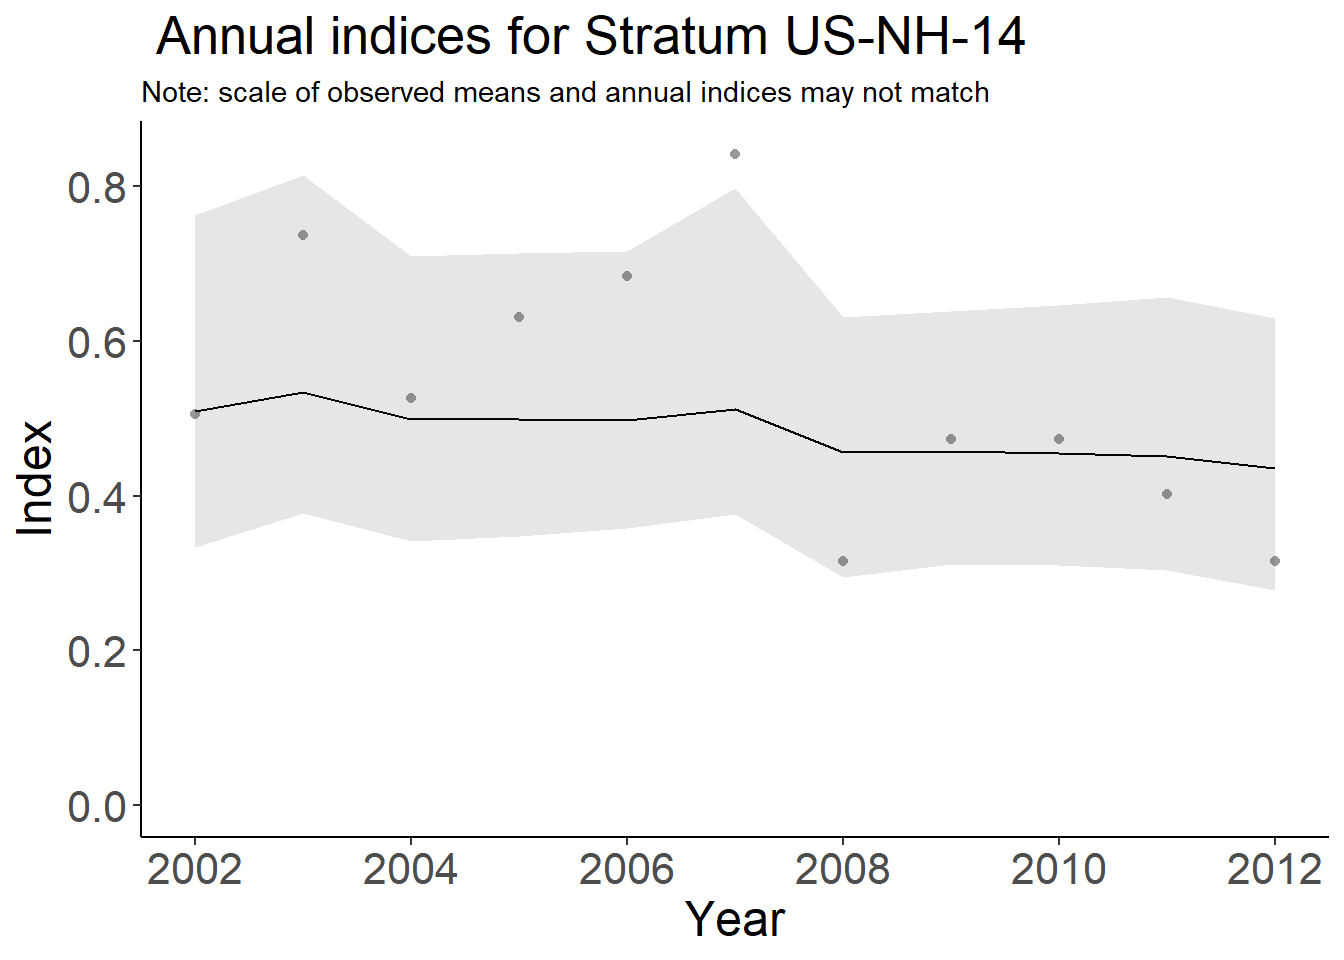 Annual indices for Stratum US-NH-14
Note: scale of observed means and annual indices may not match
Index
0.8
0.6
0.4
0.2
0.0
2002 2004 2006 2008 2010 2012
Year